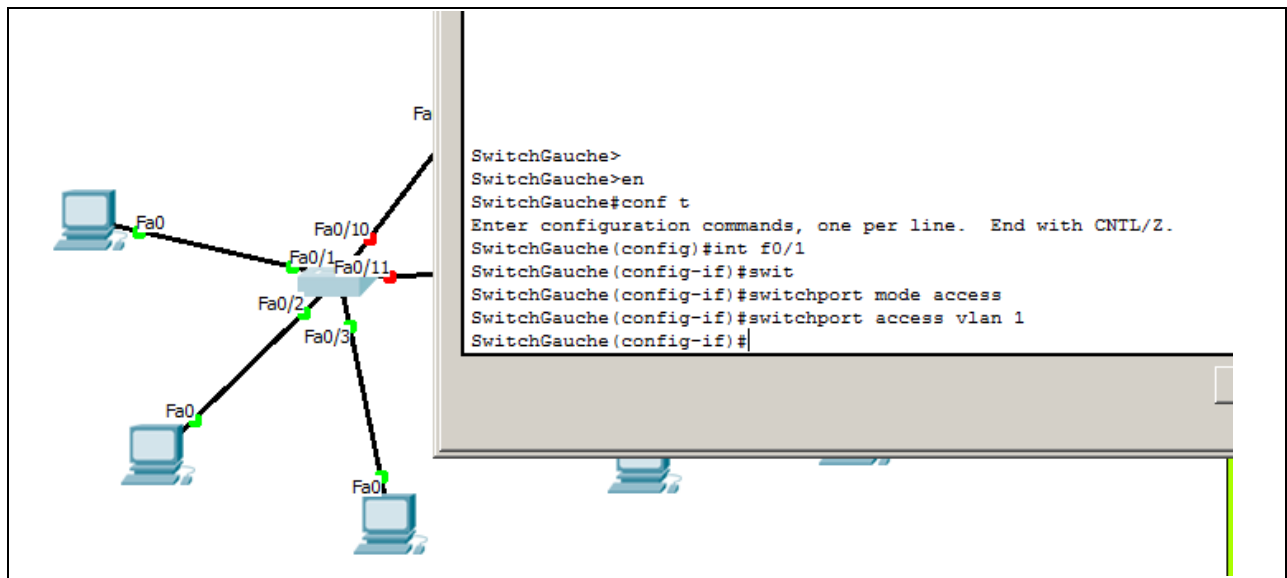 Fa
SwitchGauche>
SwitchGauche>en
SwitchGauche#conf t
Enter configuration commands, one per line.  End with CNTL/Z.
SwitchGauche(config)#int f0/1
SwitchGauche(config-if)#swit
SwitchGauche(config-if)#switchport mode access
SwitchGauche(config-if)#switchport access vlan 1
SwitchGauche(config-if)#
Fa0
Fa0/10
Fa0/1
Fa0/11
Fa0/2
Fa0/3
Fa0
Fa0